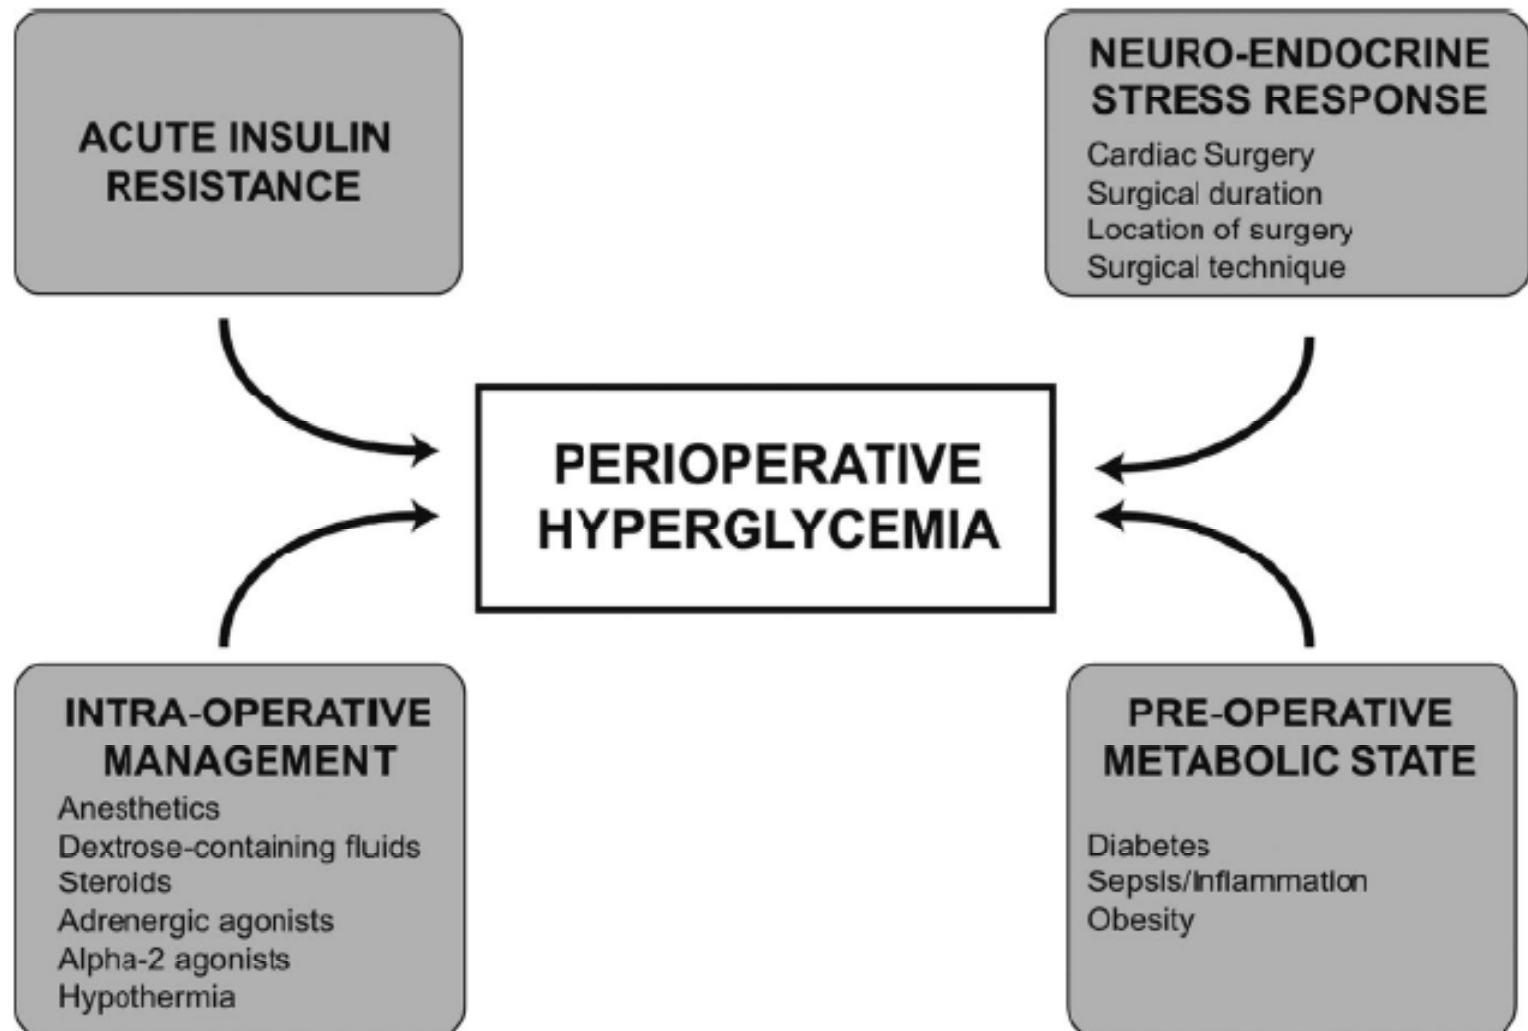 ACUTE INSULIN
RESISTANCE
NEURO-ENDOCRINE
STRESS RESPONSE
Cardiac Surgery
Surgical duration
Location of surgery
Surgical technique
PERIOPERATIVE
HYPERGLYCEMIA
INTRA-OPERATIVE
MANAGEMENT
Anesthetics
Dextrose-containing fluids
Steroids
Adrenergic agonists
Alpha-2 agonists
Hypothermia
PRE-OPERATIVE
METABOLIC STATE
Diabetes
Sepsis/Inflammation
Obesity